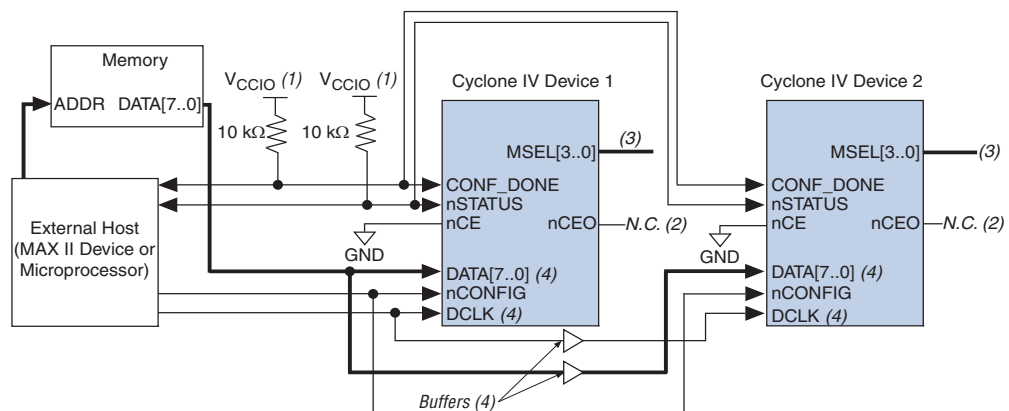 Memory
ADDR DATA[7..0]
External Host
(MAX II Device or
Microprocessor)
VCCIO (1)
10 kΩ
VCCIO (1)
10 kΩ
GND
Cyclone IV Device 1
MSEL[3..0]
(3)
CONF_DONE
nSTATUS
nCE
nCEO
N.C. (2)
DATA[7..0] (4)
nCONFIG
DCLK (4)
Buffers (4)
GND
Cyclone IV Device 2
MSEL[3..0]
(3)
CONF_DONE
nSTATUS
nCE
nCEO
N.C. (2)
DATA[7..0] (4)
nCONFIG
DCLK (4)